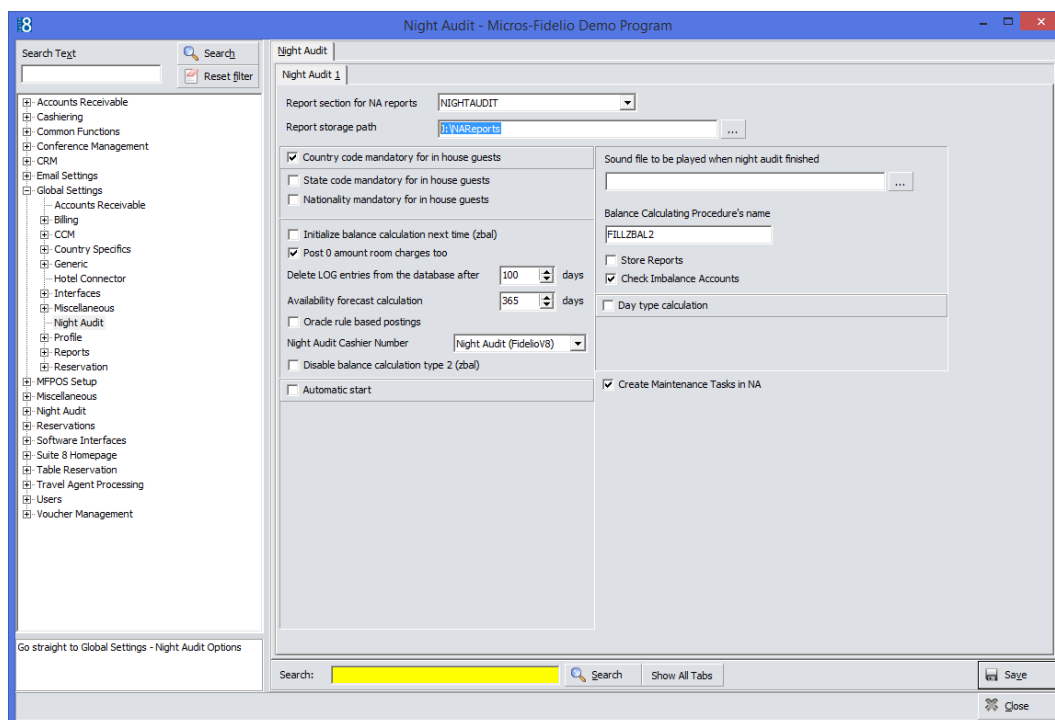 8
Night Audit - Micros-Fidelio Demo Program
Search Text
Search
Reset filter
Accounts Receivable
Cashiering
Common Functions
Conference Management
CRM
Email Settings
Global Settings
Accounts Receivable
Billing
CCM
Country Specifics
Generic
Hotel Connector
Interfaces
Miscellaneous
Night Audit
Profile
Reports
Reservation
MFPOS Setup
Miscellaneous
Night Audit
Reservations
Software Interfaces
Suite 8 Homepage
Table Reservation
Travel Agent Processing
Users
Voucher Management
Go straight to Global Settings - Night Audit Options
Night Audit
Night Audit 1
Report section for NA reports NIGHTAUDIT
Report storage path J:\NAReports ...
Country code mandatory for in house guests
State code mandatory for in house guests
Nationality mandatory for in house guests
Initialize balance calculation next time (zbal)
Post 0 amount room charges too
Delete LOG entries from the database after 100 days
Availability forecast calculation 365 days
Oracle rule based postings
Night Audit Cashier Number Night Audit (FidelioV8)
Disable balance calculation type 2 (zbal)
Automatic start
Sound file to be played when night audit finished
...
Balance Calculating Procedure's name
FILLZBAL2
Store Reports
Check Imbalance Accounts
Day type calculation
Create Maintenance Tasks in NA
Search: Search Show All Tabs
Save
Close